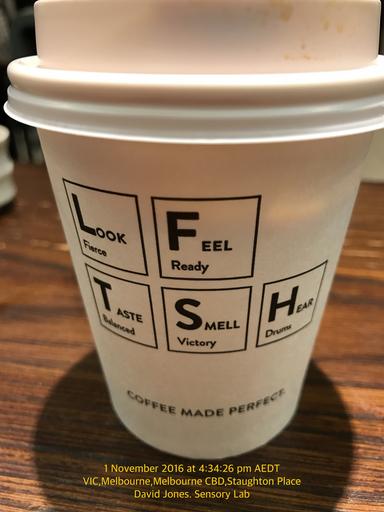 LOOK
Fierce
FEEL
Ready
TASTE
Balanced
SMELL
Victory
HEAR
Drums
COFFEE MADE PERFECT.
1 November 2016 at 4:34:26 pm AEDT
VIC,Melbourne,Melbourne CBD,Staughton Place
David Jones. Sensory Lab